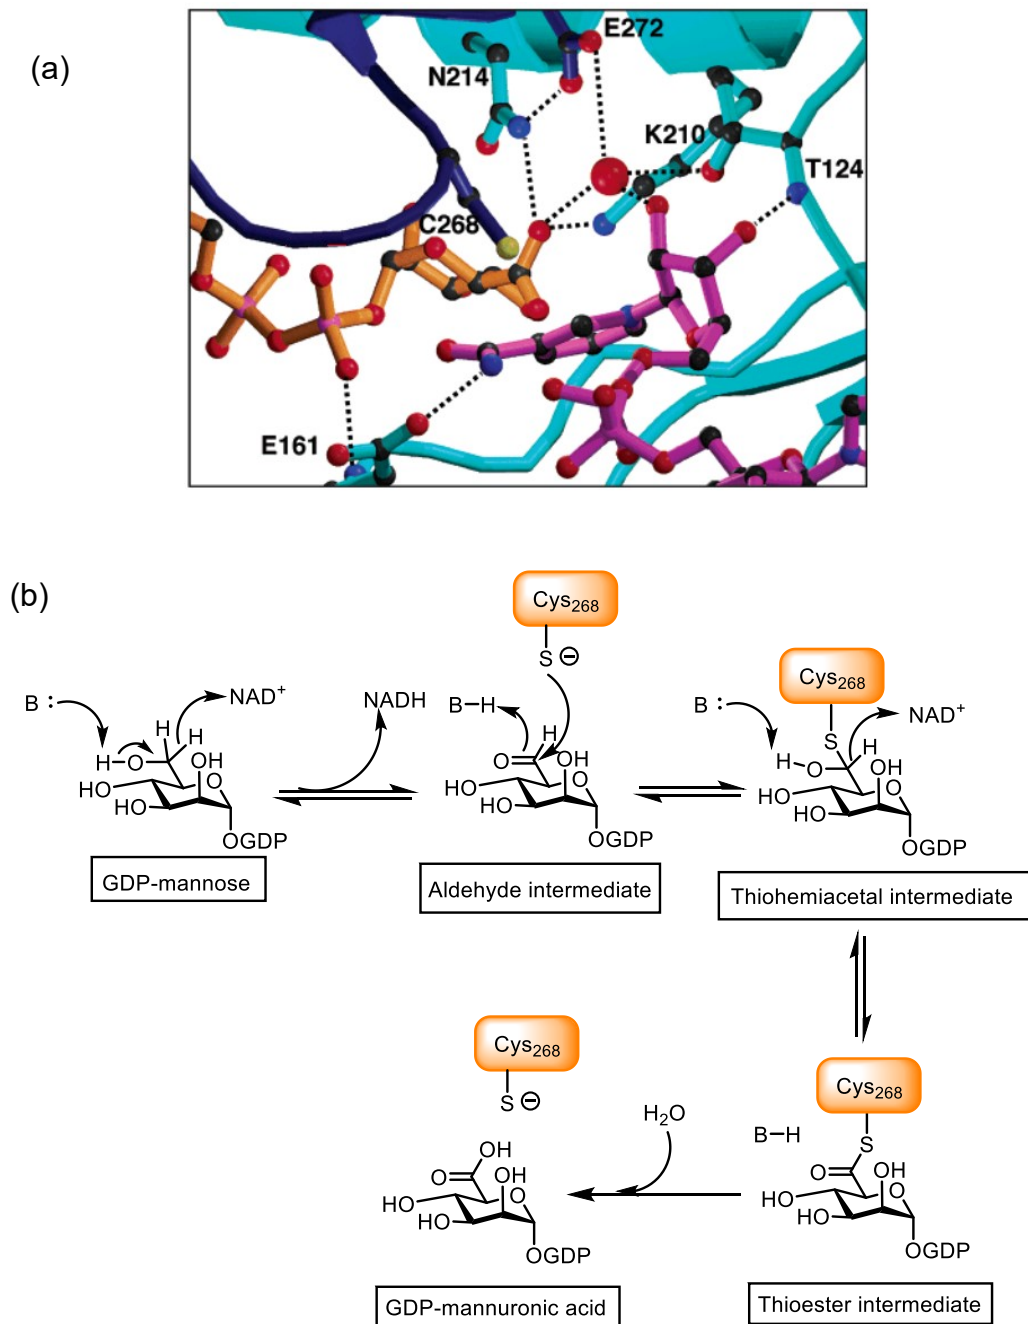 (a)
E272
N214
K210
T124
C268
E161
(b)
Cys268
S ⊖
B :
NAD+
H H
H O OH
HO O
HO
OGDP
GDP-mannose
NADH
B–H
H
O OH
HO O
HO
OGDP
Aldehyde intermediate
Cys268
B :
NAD+
S
H O H
OH
HO O
HO
OGDP
Thiohemiacetal intermediate
Cys268
S ⊖
OH
O OH
HO O
HO
OGDP
GDP-mannuronic acid
H2O
Cys268
B–H
S
O OH
HO O
HO
OGDP
Thioester intermediate